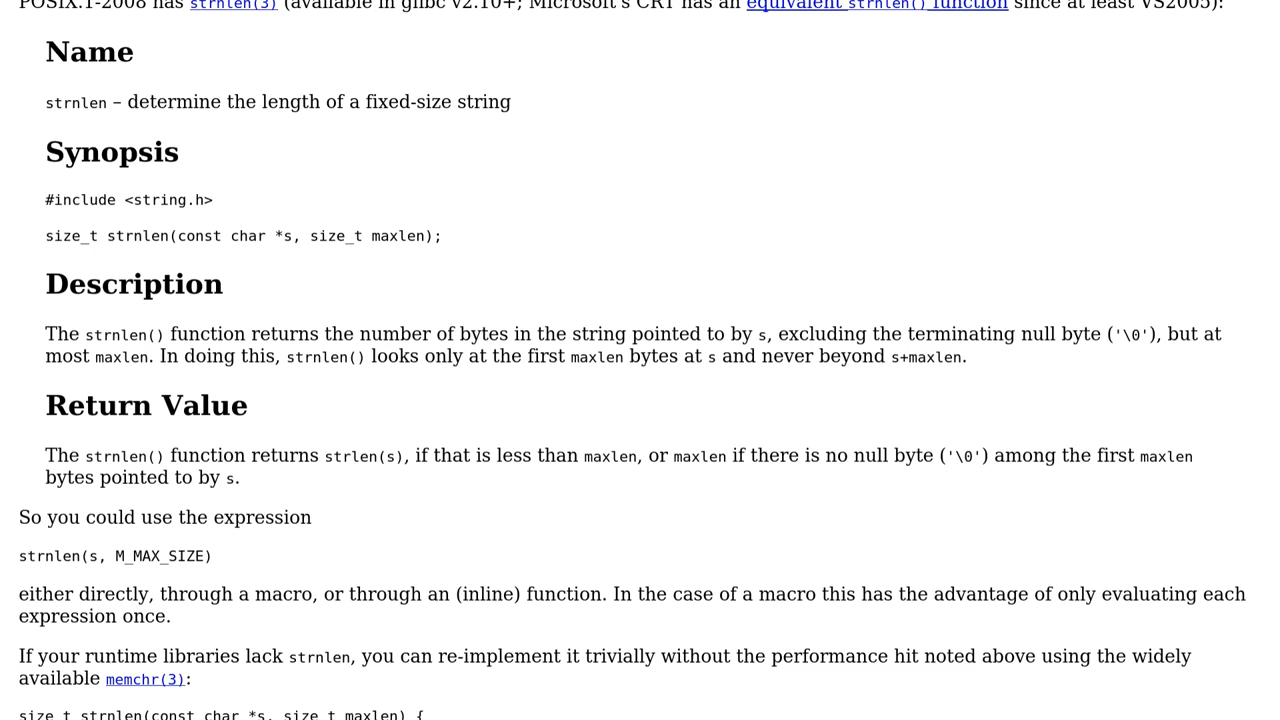 POSIX.1-2008 has strnlen(3) (available in glibc v2.10+; Microsoft's CRT has an equivalent strnlen() function since at least VS2005):
Name
strnlen – determine the length of a fixed-size string
Synopsis
#include <string.h>
size_t strnlen(const char *s, size_t maxlen);
Description
The strnlen() function returns the number of bytes in the string pointed to by s, excluding the terminating null byte ('\0'), but at
most maxlen. In doing this, strnlen() looks only at the first maxlen bytes at s and never beyond s+maxlen.
Return Value
The strnlen() function returns strlen(s), if that is less than maxlen, or maxlen if there is no null byte ('\0') among the first maxlen
bytes pointed to by s.
So you could use the expression
strnlen(s, M_MAX_SIZE)
either directly, through a macro, or through an (inline) function. In the case of a macro this has the advantage of only evaluating each
expression once.
If your runtime libraries lack strnlen, you can re-implement it trivially without the performance hit noted above using the widely
available memchr(3):
size_t strnlen(const char *s, size_t maxlen) {